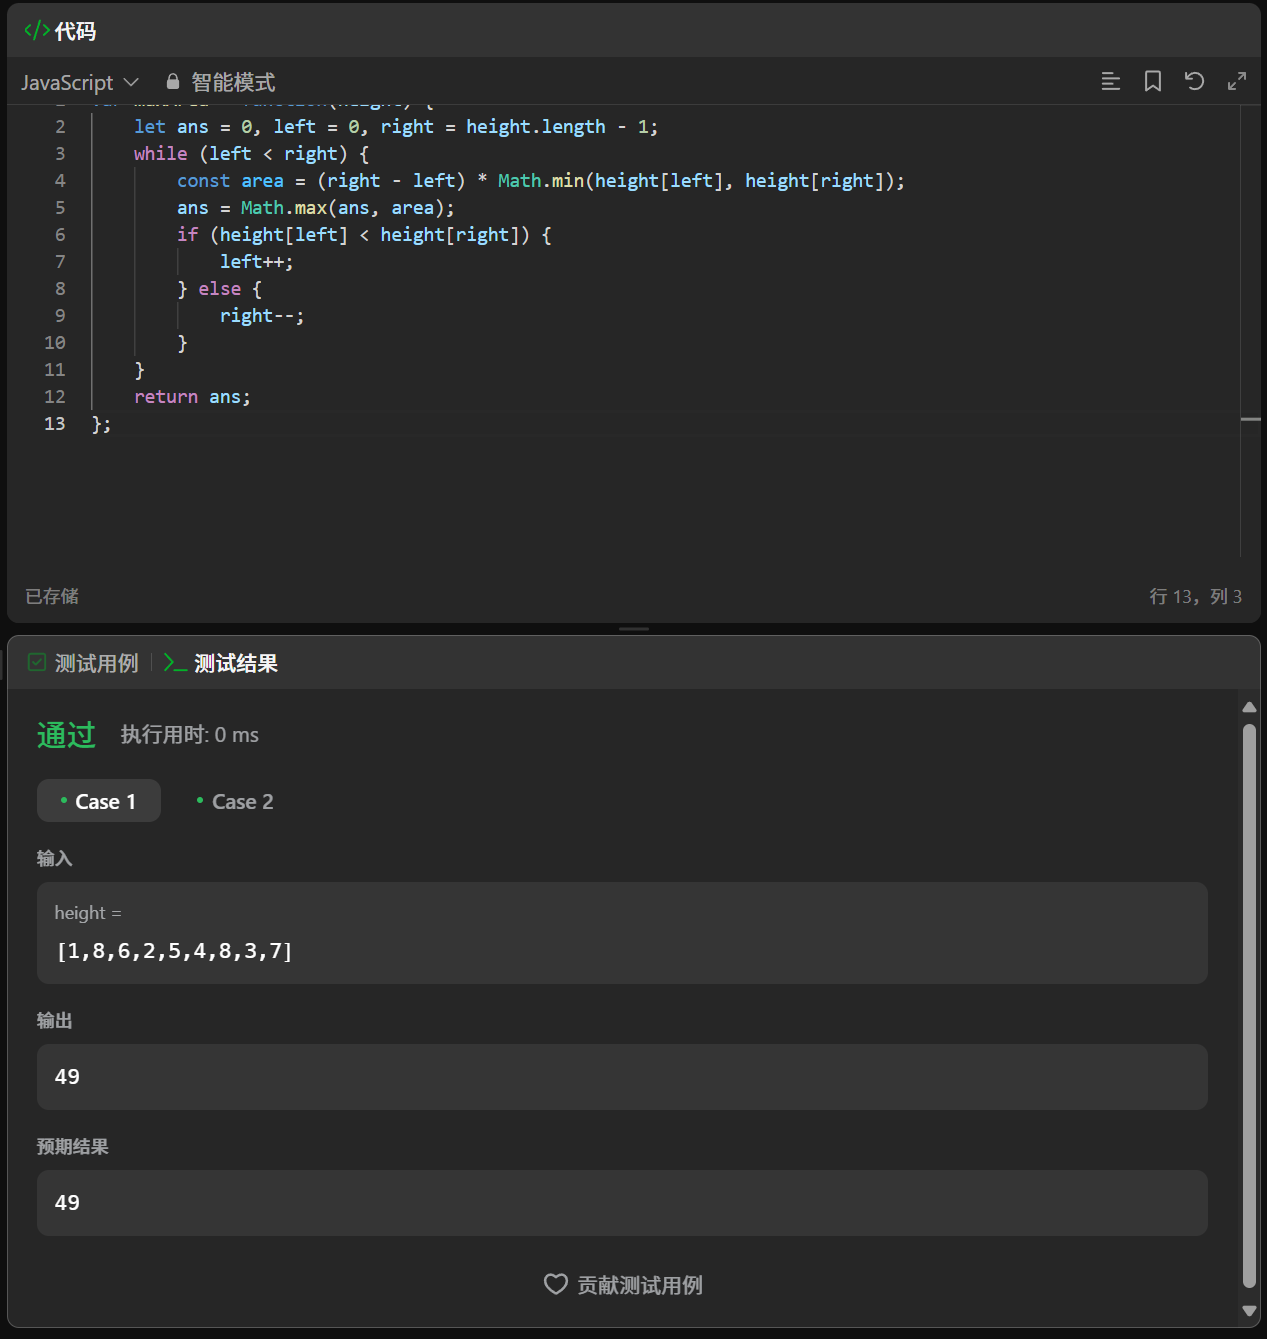 </> 代码
JavaScript 智能模式
2 let ans = 0, left = 0, right = height.length - 1;
3 while (left < right) {
4 const area = (right - left) * Math.min(height[left], height[right]);
5 ans = Math.max(ans, area);
6 if (height[left] < height[right]) {
7 left++;
8 } else {
9 right--;
10 }
11 }
12 return ans;
13 };
已存储 行 13，列 3
测试用例 >_ 测试结果
通过 执行用时: 0 ms
• Case 1 • Case 2
输入
height =
[1,8,6,2,5,4,8,3,7]
输出
49
预期结果
49
贡献测试用例